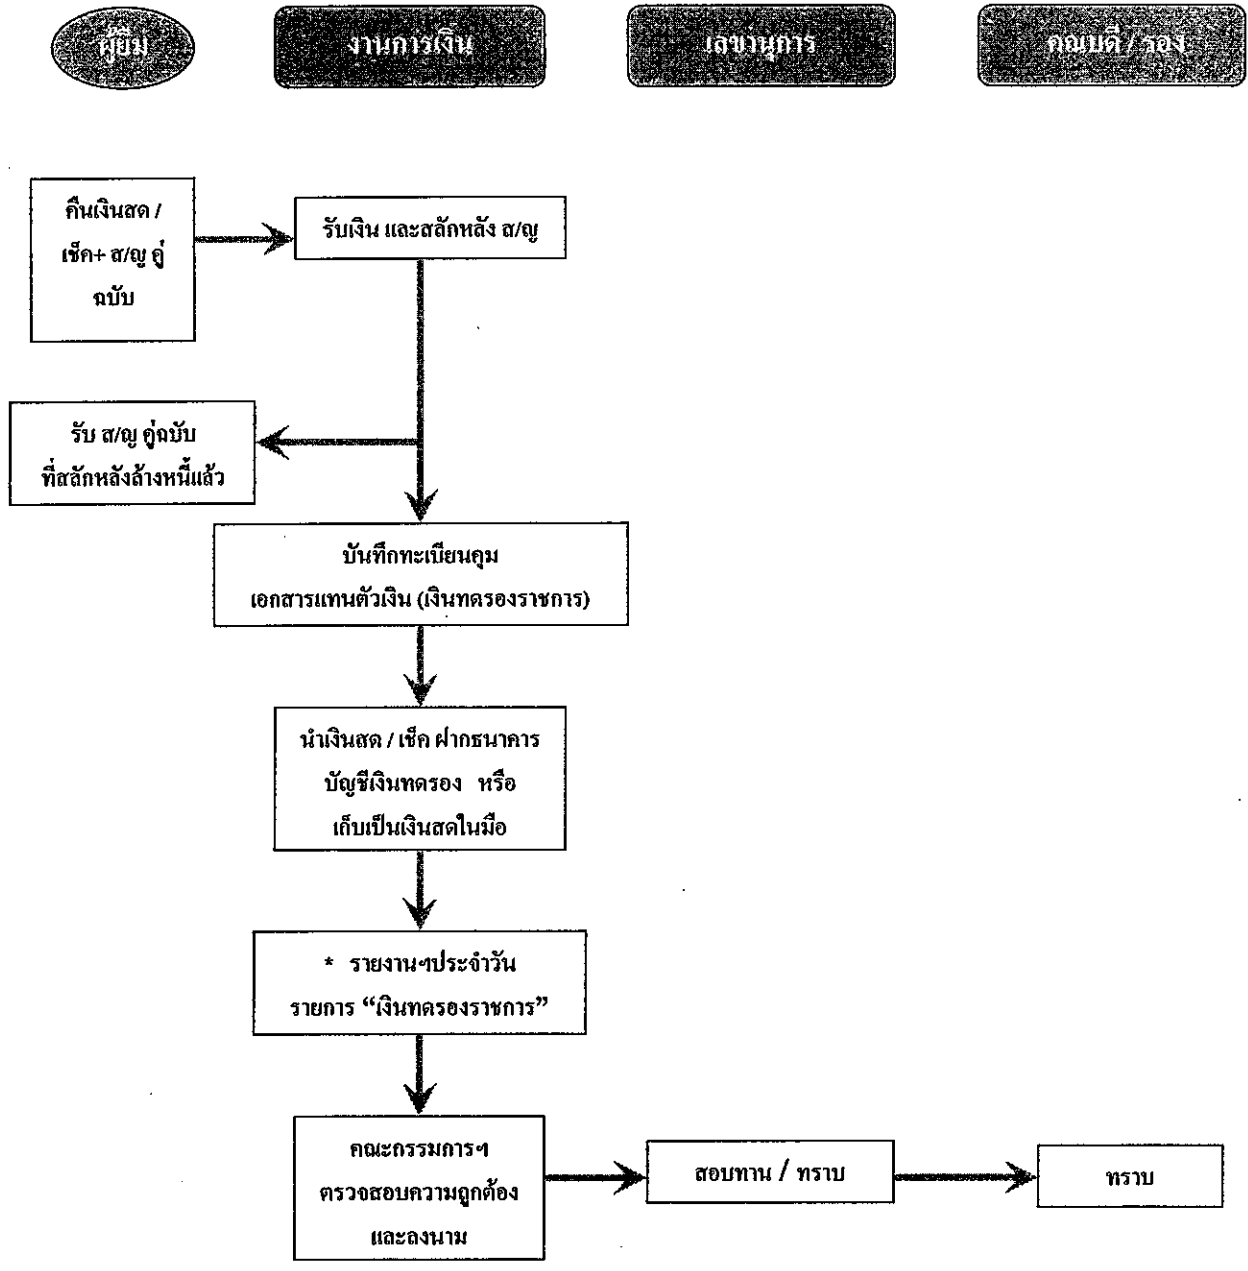 ผู้ยืม
งานการเงิน
เลขานุการ
คณบดี / รอง
คืนเงินสด /
เช็ค+ ส/ญ คู่
ฉบับ
รับเงิน และสลักหลัง ส/ญ
รับ ส/ญ คู่ฉบับ
ที่สลักหลังล้างหนี้แล้ว
บันทึกทะเบียนคุม
เอกสารแทนตัวเงิน (เงินทดรองราชการ)
นำเงินสด / เช็ค ฝากธนาคาร
บัญชีเงินทดรอง หรือ
เก็บเป็นเงินสดในมือ
* รายงานฯประจำวัน
รายการ “เงินทดรองราชการ”
คณะกรรมการฯ
ตรวจสอบความถูกต้อง
และลงนาม
สอบทาน / ทราบ
ทราบ